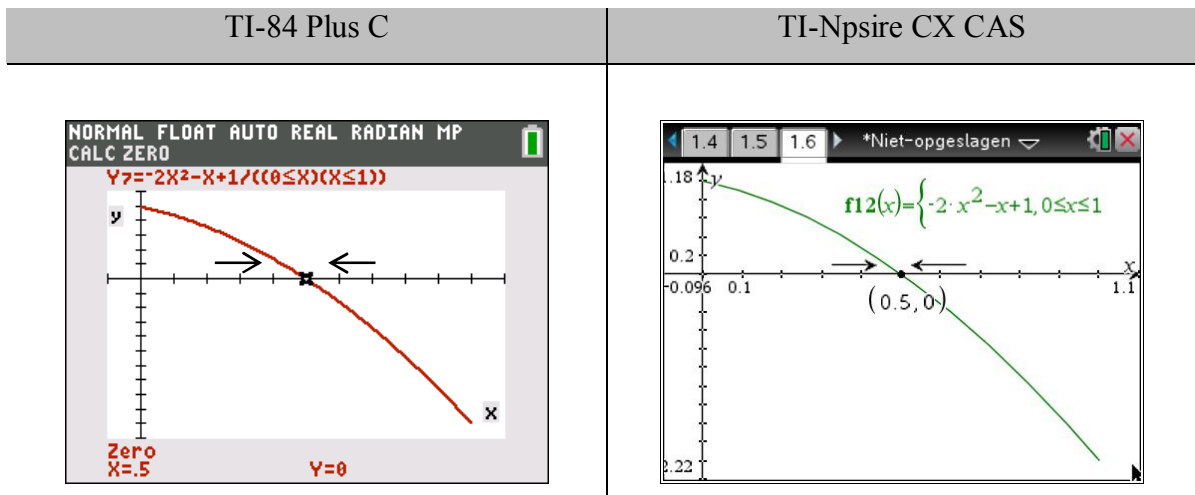 TI-84 Plus C
TI-Npsire CX CAS
NORMAL FLOAT AUTO REAL RADIAN MP
CALC ZERO
Y7=-2X²-X+1/((0≤X)(X≤1))
y
x
Zero
X=.5 Y=0
1.4 1.5 1.6 *Niet-opgeslagen
1.18 y
f12(x)={-2·x²-x+1, 0≤x≤1
0.2
x
-0.096 0.1 1.1
(0.5,0)
2.22